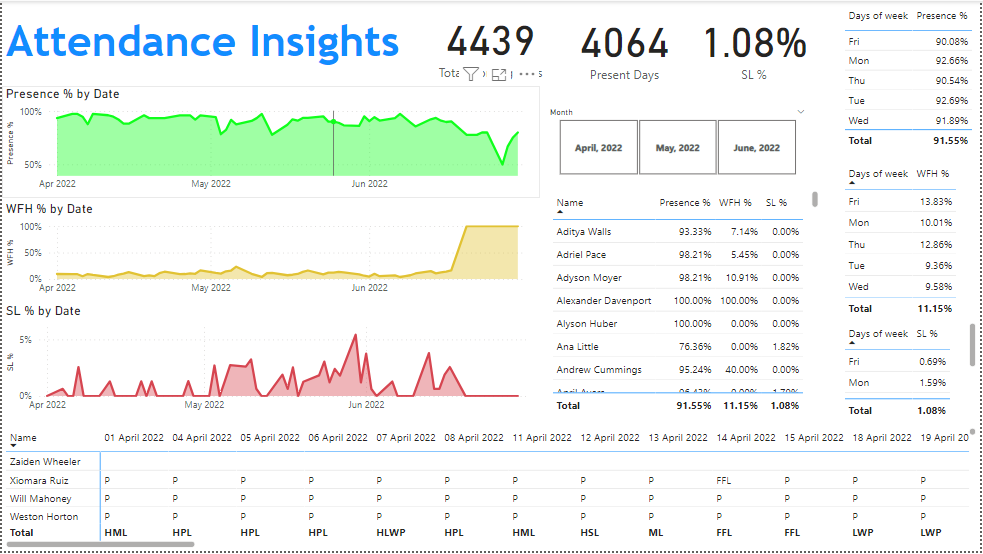 Attendance Insights
4439
4064
1.08%
Present Days
SL %
Presence % by Date
100%
50%
Presence %
Apr 2022 May 2022 Jun 2022
WFH % by Date
100%
50%
0%
WFH %
Apr 2022 May 2022 Jun 2022
SL % by Date
5%
0%
SL %
Apr 2022 May 2022 Jun 2022
Month
April, 2022 May, 2022 June, 2022
Name Presence % WFH % SL %
Aditya Walls 93.33% 7.14% 0.00%
Adriel Pace 98.21% 5.45% 0.00%
Adyson Moyer 98.21% 10.91% 0.00%
Alexander Davenport 100.00% 100.00% 0.00%
Alyson Huber 100.00% 0.00% 0.00%
Ana Little 76.36% 0.00% 1.82%
Andrew Cummings 95.24% 40.00% 0.00%
Total 91.55% 11.15% 1.08%
Days of week Presence %
Fri 90.08%
Mon 92.66%
Thu 90.54%
Tue 92.69%
Wed 91.89%
Total 91.55%
Days of week WFH %
Fri 13.83%
Mon 10.01%
Thu 12.86%
Tue 9.36%
Wed 9.58%
Total 11.15%
Days of week SL %
Fri 0.69%
Mon 1.59%
Total 1.08%
Name 01 April 2022 04 April 2022 05 April 2022 06 April 2022 07 April 2022 08 April 2022 11 April 2022 12 April 2022 13 April 2022 14 April 2022 15 April 2022 18 April 2022 19 April 20
Zaiden Wheeler
Xiomara Ruiz P P P P P P P P P FFL P P P
Will Mahoney P P P P P P P P P P P P P
Weston Horton P P P P P P P P P P P P P
Total HML HPL HPL HPL HLWP HPL HML HSL ML FFL FFL LWP LWP